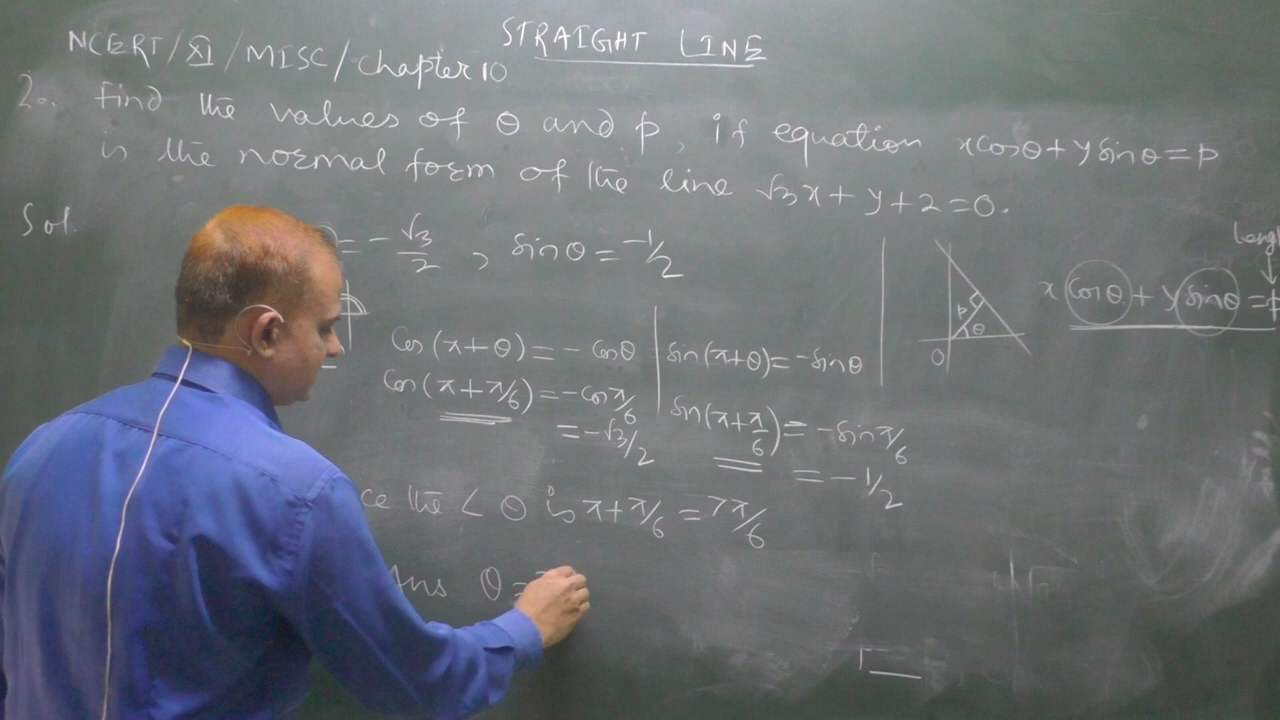 STRAIGHT LINE
NCERT/XI/MISC/Chapter 10
2. Find the values of θ and p, if equation x cosθ + y sinθ = p
is the normal form of the line √3x + y + 2 = 0.
Sol.
= -√3/2 , sinθ = -1/2
Cos(π+θ) = -cosθ
Cos(π+π/6) = -Cosπ/6
= -√3/2
sin(π+θ) = -sinθ
sin(π+π/6) = -sinπ/6
= -1/2
the ∠ θ is π+π/6 = 7π/6
Ans θ =
p
θ
O
x cosθ + y sinθ =